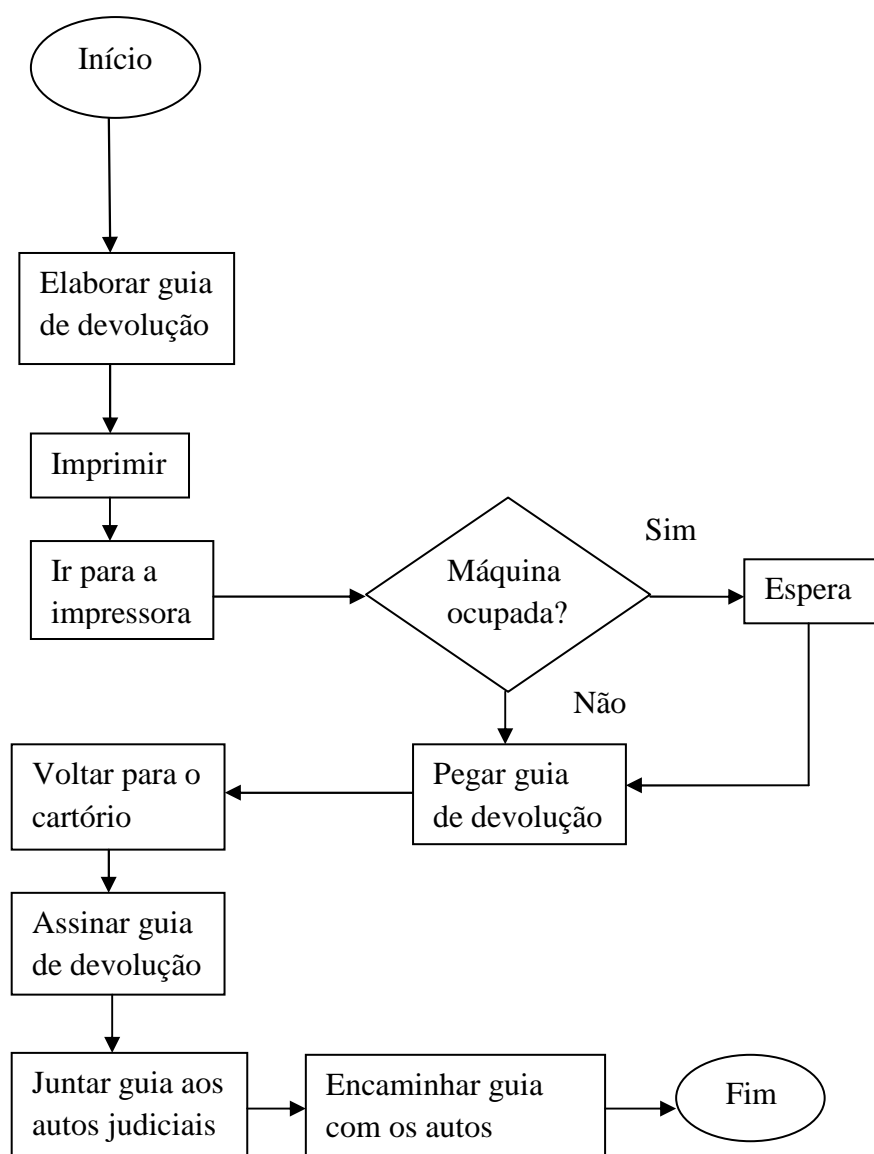 Início
Elaborar guia
de devolução
Imprimir
Ir para a
impressora
Máquina
ocupada?
Sim
Espera
Não
Pegar guia
de devolução
Voltar para o
cartório
Assinar guia
de devolução
Juntar guia aos
autos judiciais
Encaminhar guia
com os autos
Fim